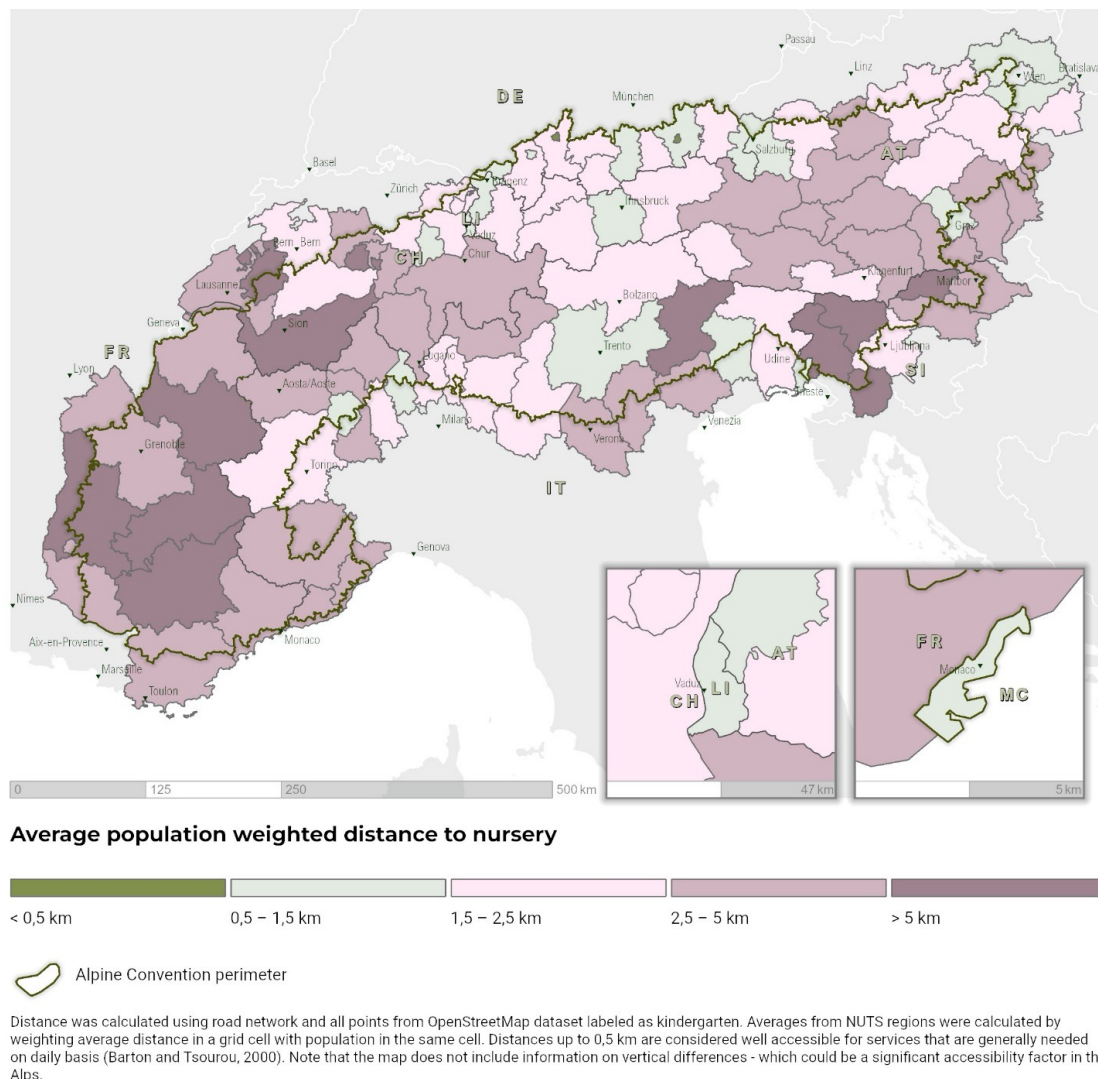 Passau
Linz
Wien
Bratislava
DE
München
Salzburg
AT
Basel
Zürich
Bregenz
Innsbruck
LI
Vaduz
Graz
Bern Bern
CH
Chur
Lausanne
Klagenfurt
Maribor
Geneva
Sion
Bolzano
FR
Lugano
Trento
Udine
Ljubljana
SI
Lyon
Aosta/Aoste
Trieste
Milano
Venezia
Grenoble
Verona
Torino
IT
Genova
Nîmes
Aix-en-Provence
Monaco
Marseille
Toulon
AT
Vaduz
CH LI
FR
Monaco
MC
0 125 250 500 km
47 km
5 km
Average population weighted distance to nursery
< 0,5 km 0,5 – 1,5 km 1,5 – 2,5 km 2,5 – 5 km > 5 km
Alpine Convention perimeter
Distance was calculated using road network and all points from OpenStreetMap dataset labeled as kindergarten. Averages from NUTS regions were calculated by
weighting average distance in a grid cell with population in the same cell. Distances up to 0,5 km are considered well accessible for services that are generally needed
on daily basis (Barton and Tsourou, 2000). Note that the map does not include information on vertical differences - which could be a significant accessibility factor in th
Alps.